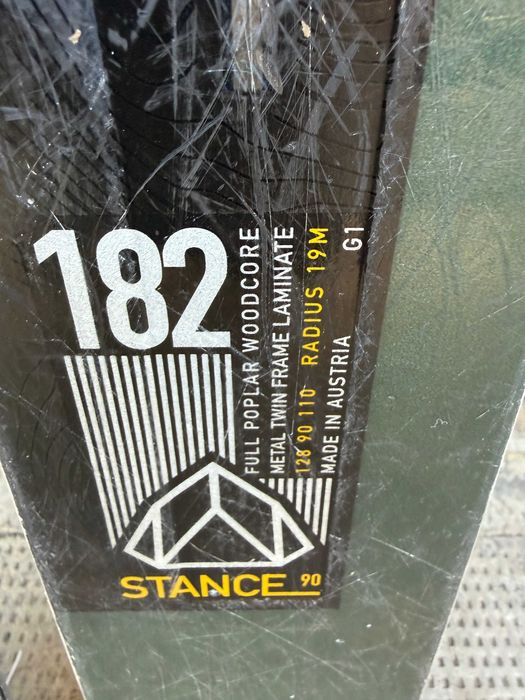 182
FULL POPLAR WOODCORE
METAL TWIN FRAME LAMINATE
128 90 110 RADIUS 19M
MADE IN AUSTRIA G1
STANCE 90